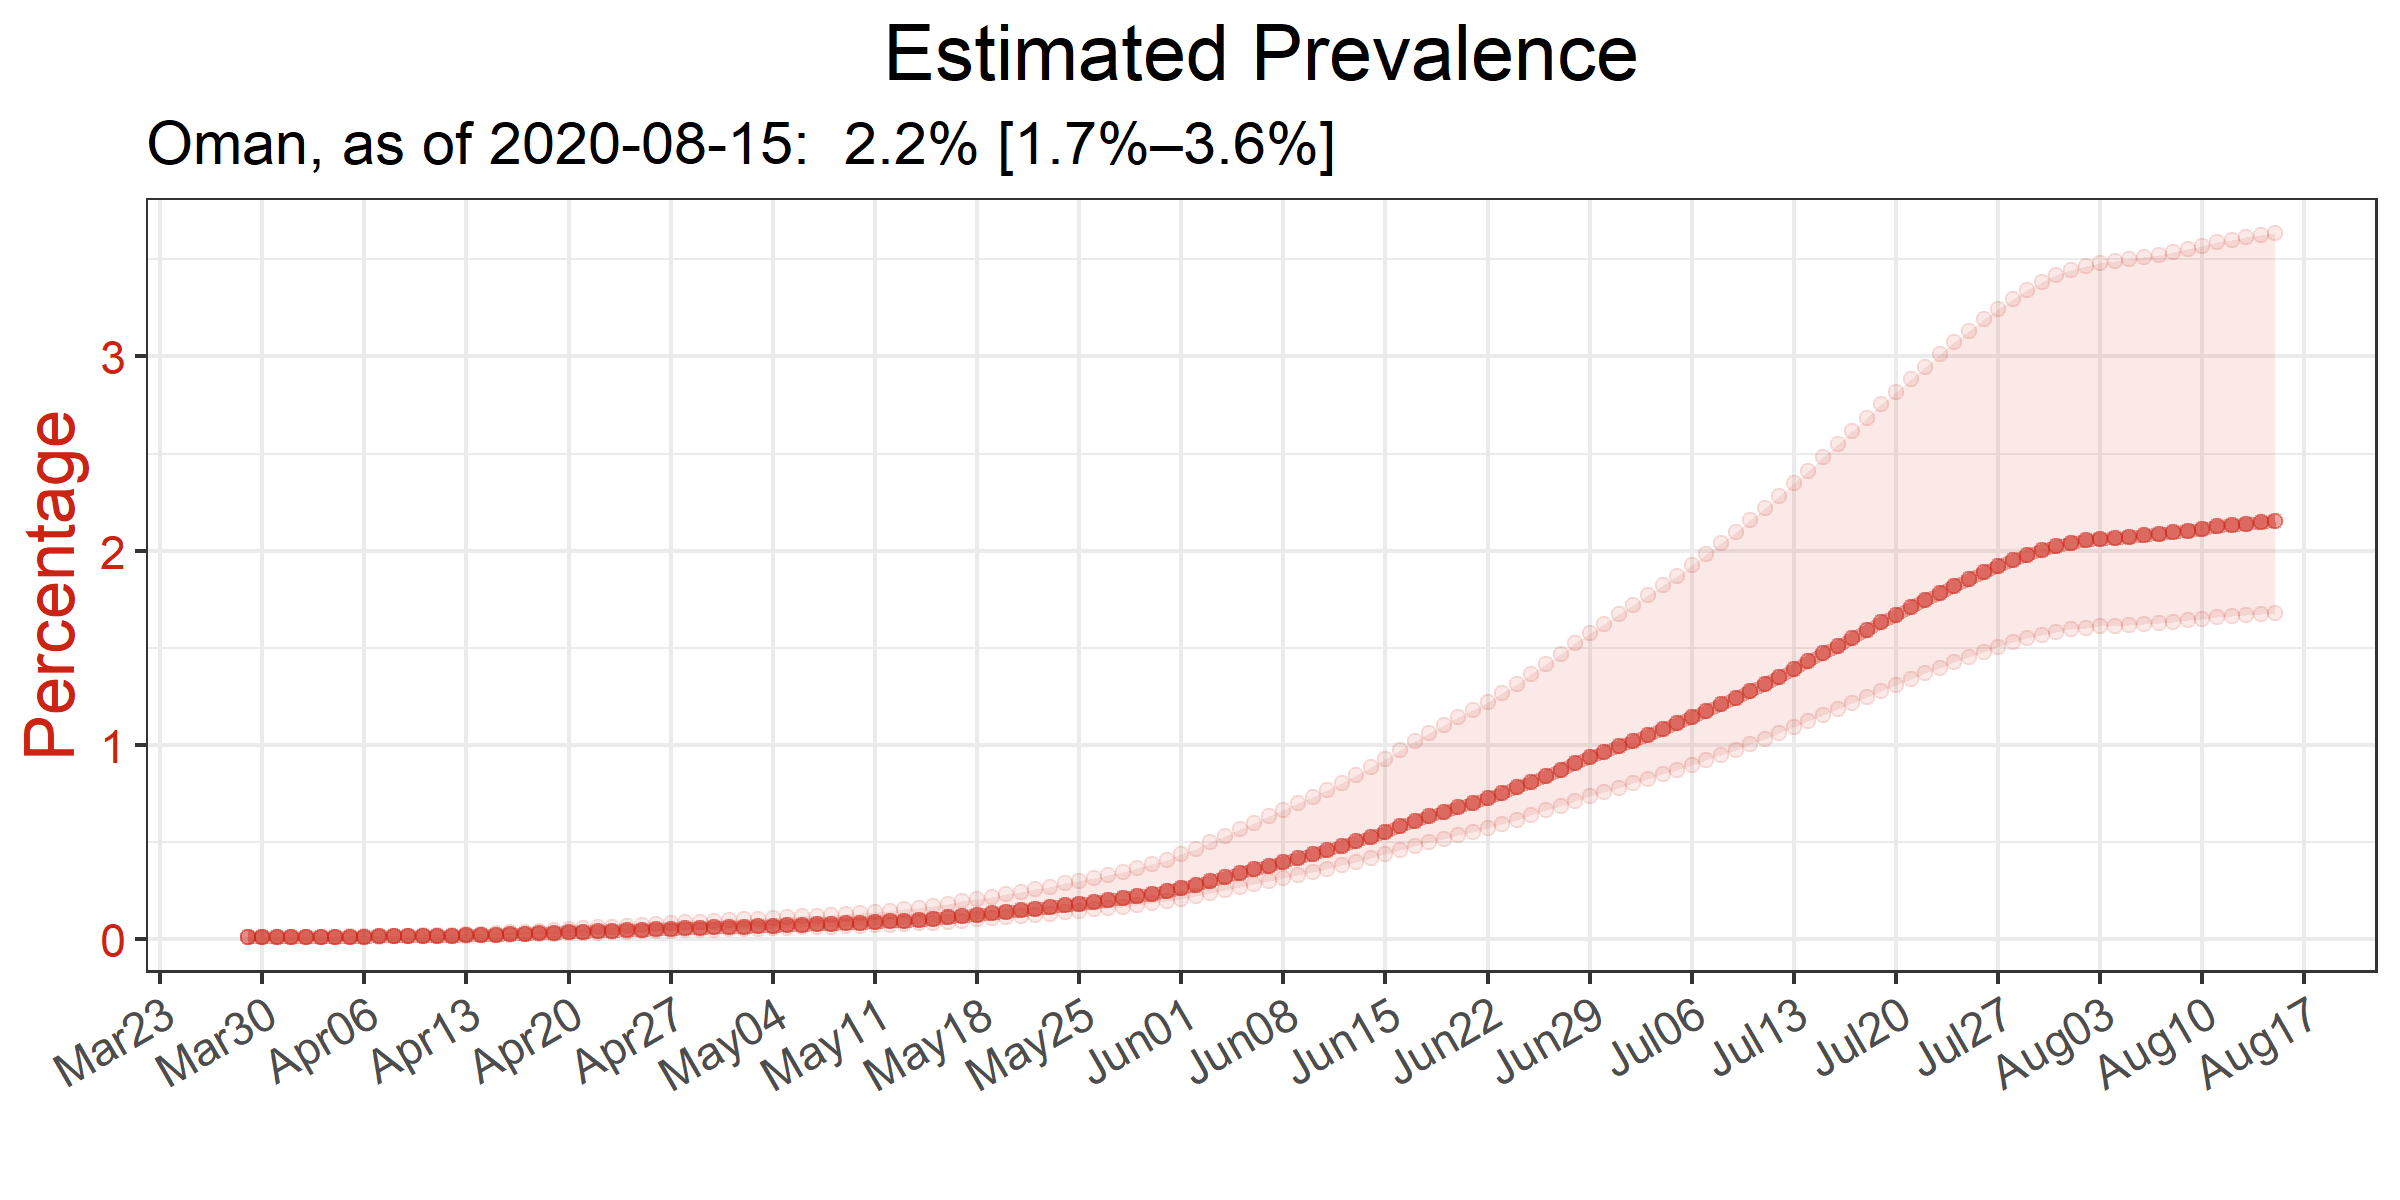 Estimated Prevalence
Oman, as of 2020-08-15:  2.2% [1.7%–3.6%]
Percentage
3
2
1
0
Mar23
Mar30
Apr06
Apr13
Apr20
Apr27
May04
May11
May18
May25
Jun01
Jun08
Jun15
Jun22
Jun29
Jul06
Jul13
Jul20
Jul27
Aug03
Aug10
Aug17